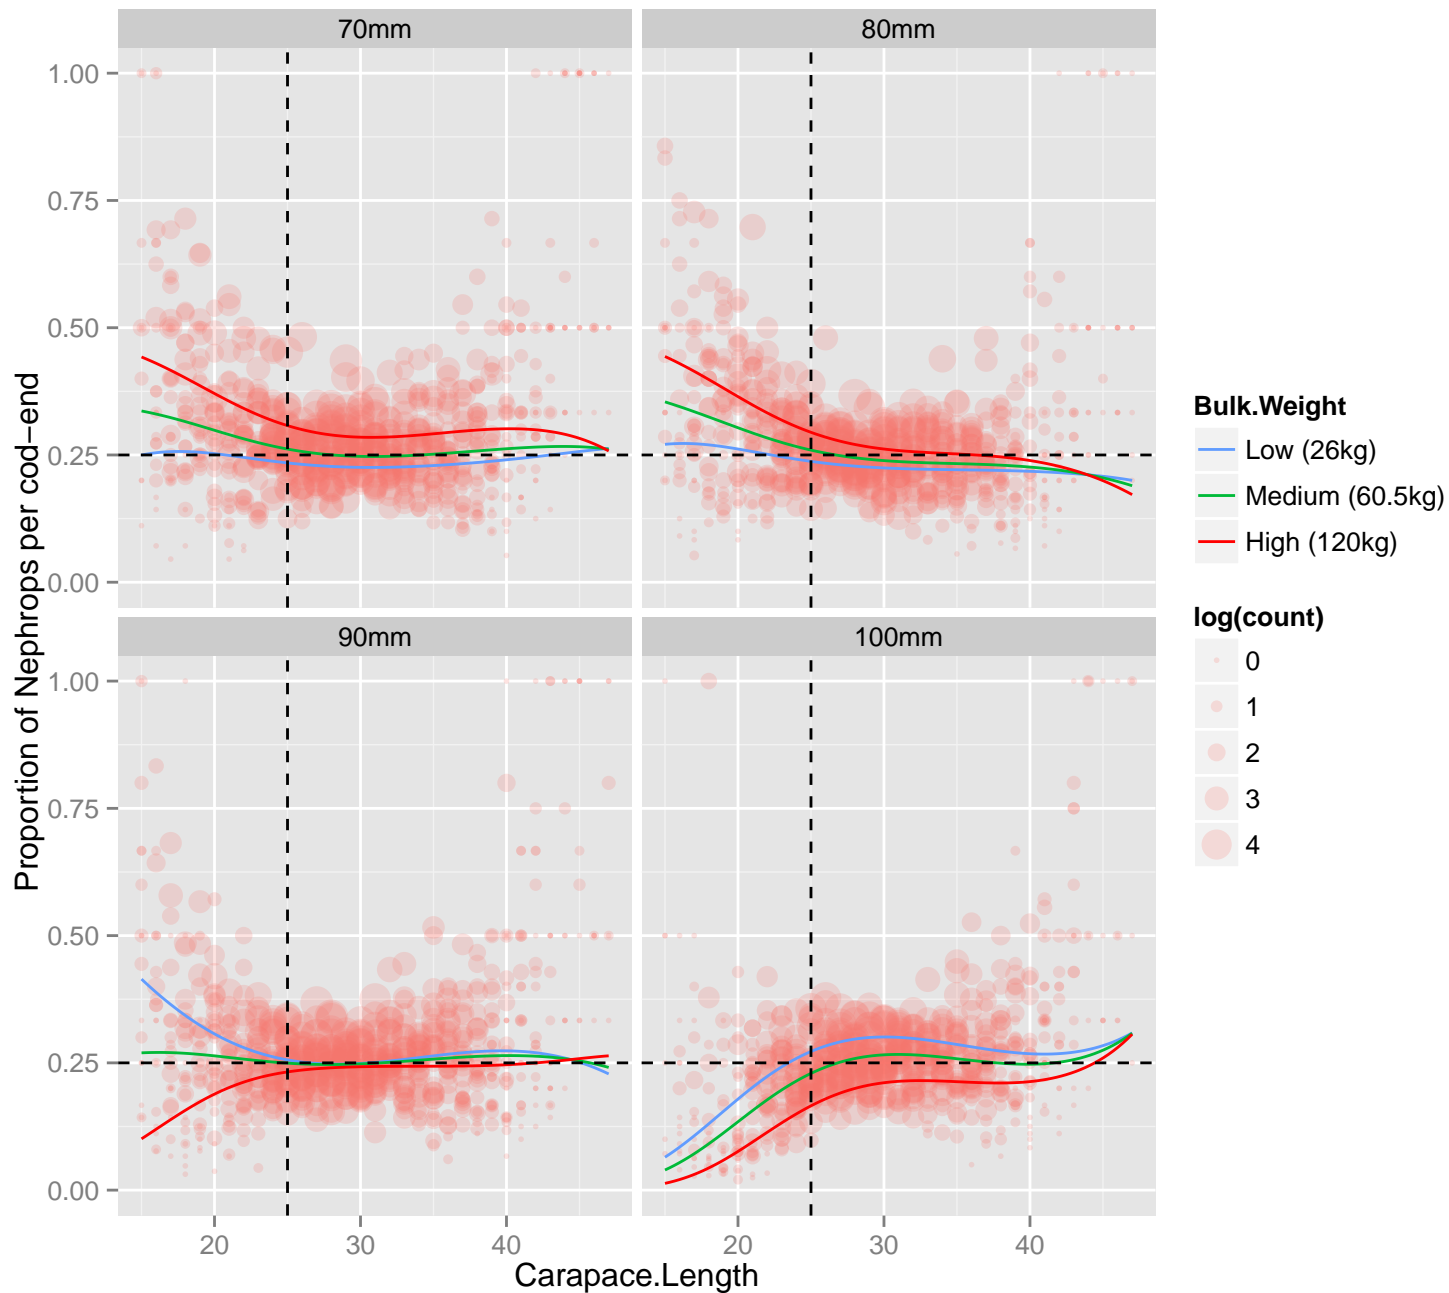 70mm
80mm
1.00
0.75
0.50
0.25
0.00
90mm
100mm
1.00
0.75
0.50
0.25
0.00
20
30
40
20
30
40
Carapace.Length
Proportion of Nephrops per cod−end
Bulk.Weight
Low (26kg)
Medium (60.5kg)
High (120kg)
log(count)
0
1
2
3
4